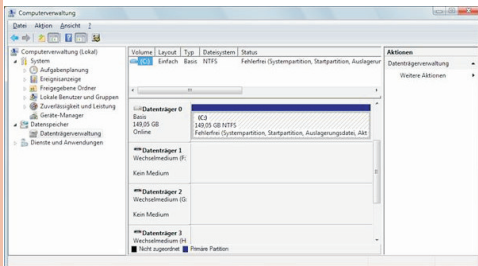 Computerverwaltung
Datei Aktion Ansicht ?
Computerverwaltung (Lokal)
System
Aufgabenplanung
Ereignisanzeige
Freigegebene Ordner
Lokale Benutzer und Gruppen
Zuverlässigkeit und Leistung
Geräte-Manager
Datenspeicher
Datenträgerverwaltung
Dienste und Anwendungen
Volume Layout Typ Dateisystem Status
(C:) Einfach Basis NTFS Fehlerfrei (Systempartition, Startpartition, Auslagerun
Datenträger 0
Basis
149,05 GB
Online
(C:)
149,05 GB NTFS
Fehlerfrei (Systempartition, Startpartition, Auslagerungsdatei, Akt
Datenträger 1
Wechselmedium (F:
Kein Medium
Datenträger 2
Wechselmedium (G
Kein Medium
Datenträger 3
Wechselmedium (H
Nicht zugeordnet Primäre Partition
Aktionen
Datenträgerverwaltung
Weitere Aktionen